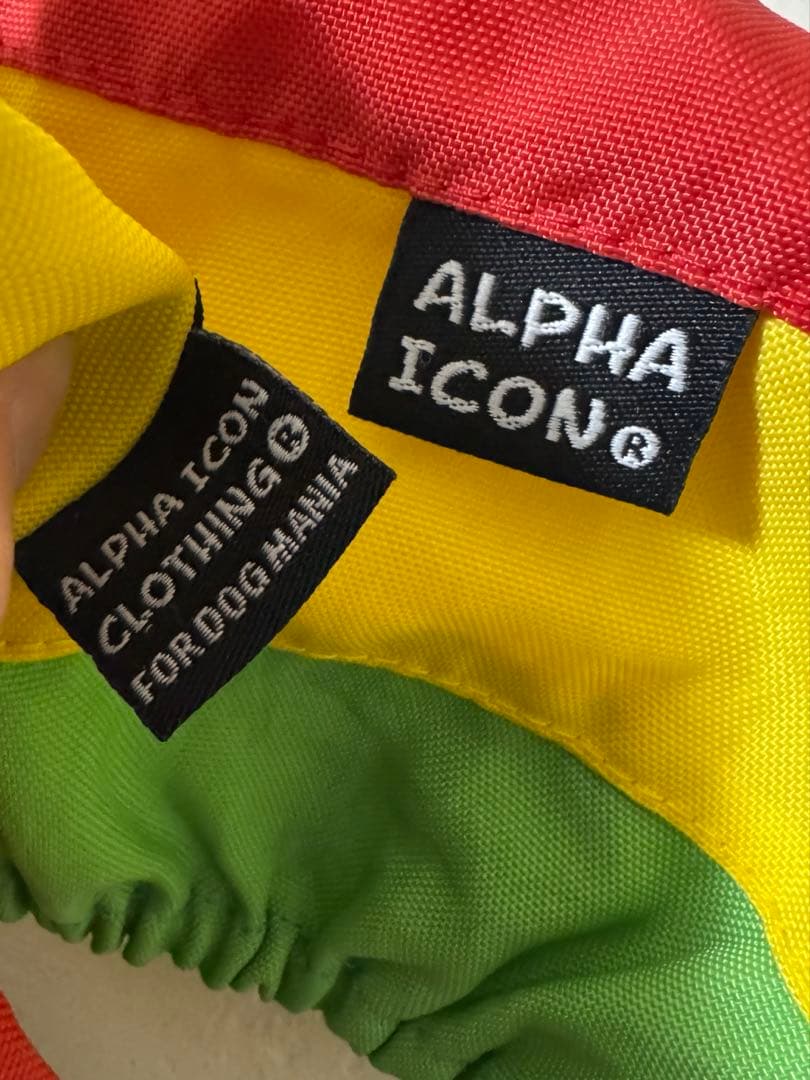 ALPHA
ICON®
ALPHA ICON
CLOTHING®
FOR DOG MANIA